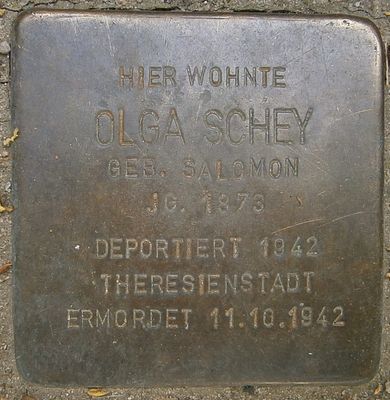 HIER WOHNTE
OLGA SCHEY
GEB. SALOMON
JG. 1873
DEPORTIERT 1942
THERESIENSTADT
ERMORDET 11.10.1942